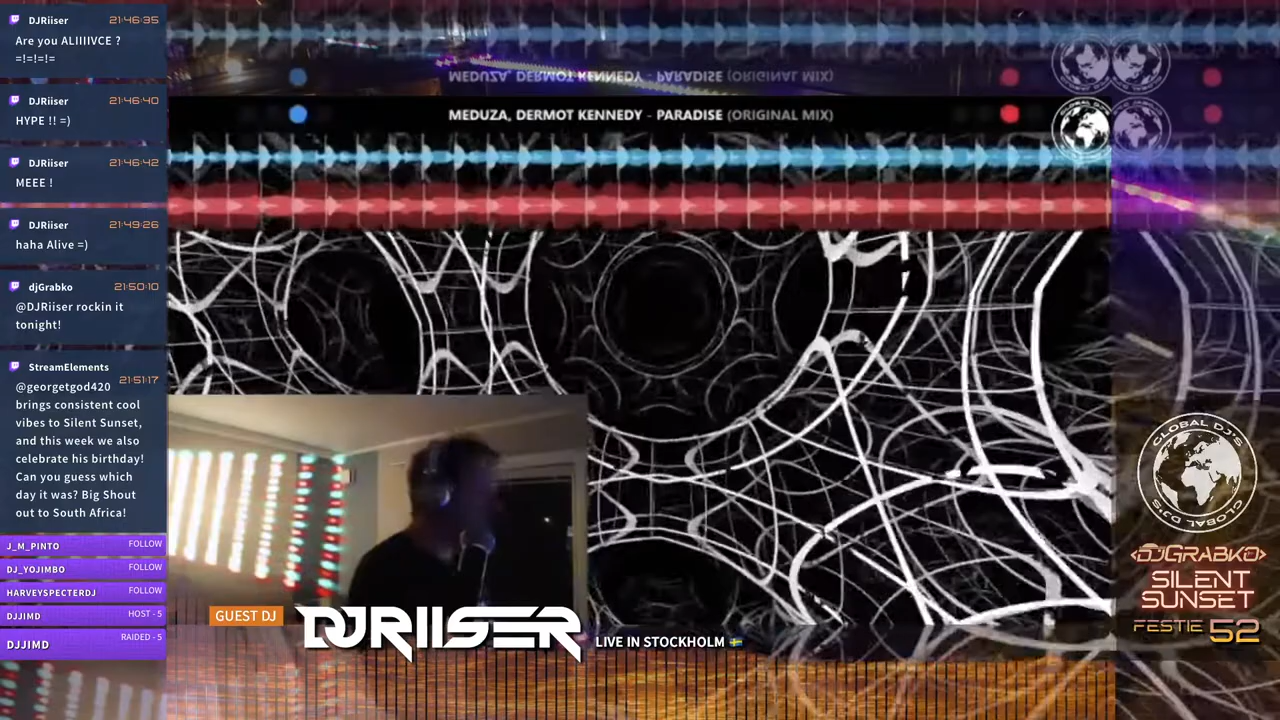 DJRiiser 21:46:35
Are you ALIIIIVCE ?
=!=!=!=
DJRiiser 21:46:40
HYPE !! =)
DJRiiser 21:46:42
MEEE !
DJRiiser 21:49:26
haha Alive =)
djGrabko 21:50:10
@DJRiiser rockin it
tonight!
StreamElements 21:51:17
@georgetgod420
brings consistent cool
vibes to Silent Sunset,
and this week we also
celebrate his birthday!
Can you guess which
day it was? Big Shout
out to South Africa!
J_M_PINTO FOLLOW
DJ_YOJIMBO FOLLOW
HARVEYSPECTERDJ FOLLOW
DJJIMD HOST - 5
DJJIMD RAIDED - 5
MEDUZA, DERMOT KENNEDY - PARADISE (ORIGINAL MIX)
MEDUZA, DERMOT KENNEDY - PARADISE (ORIGINAL MIX)
GUEST DJ
DJRIISER
LIVE IN STOCKHOLM
GLOBAL DJ'S
GLOBAL DJ'S
<DJGRABKO>
SILENT
SUNSET
FESTIE 52